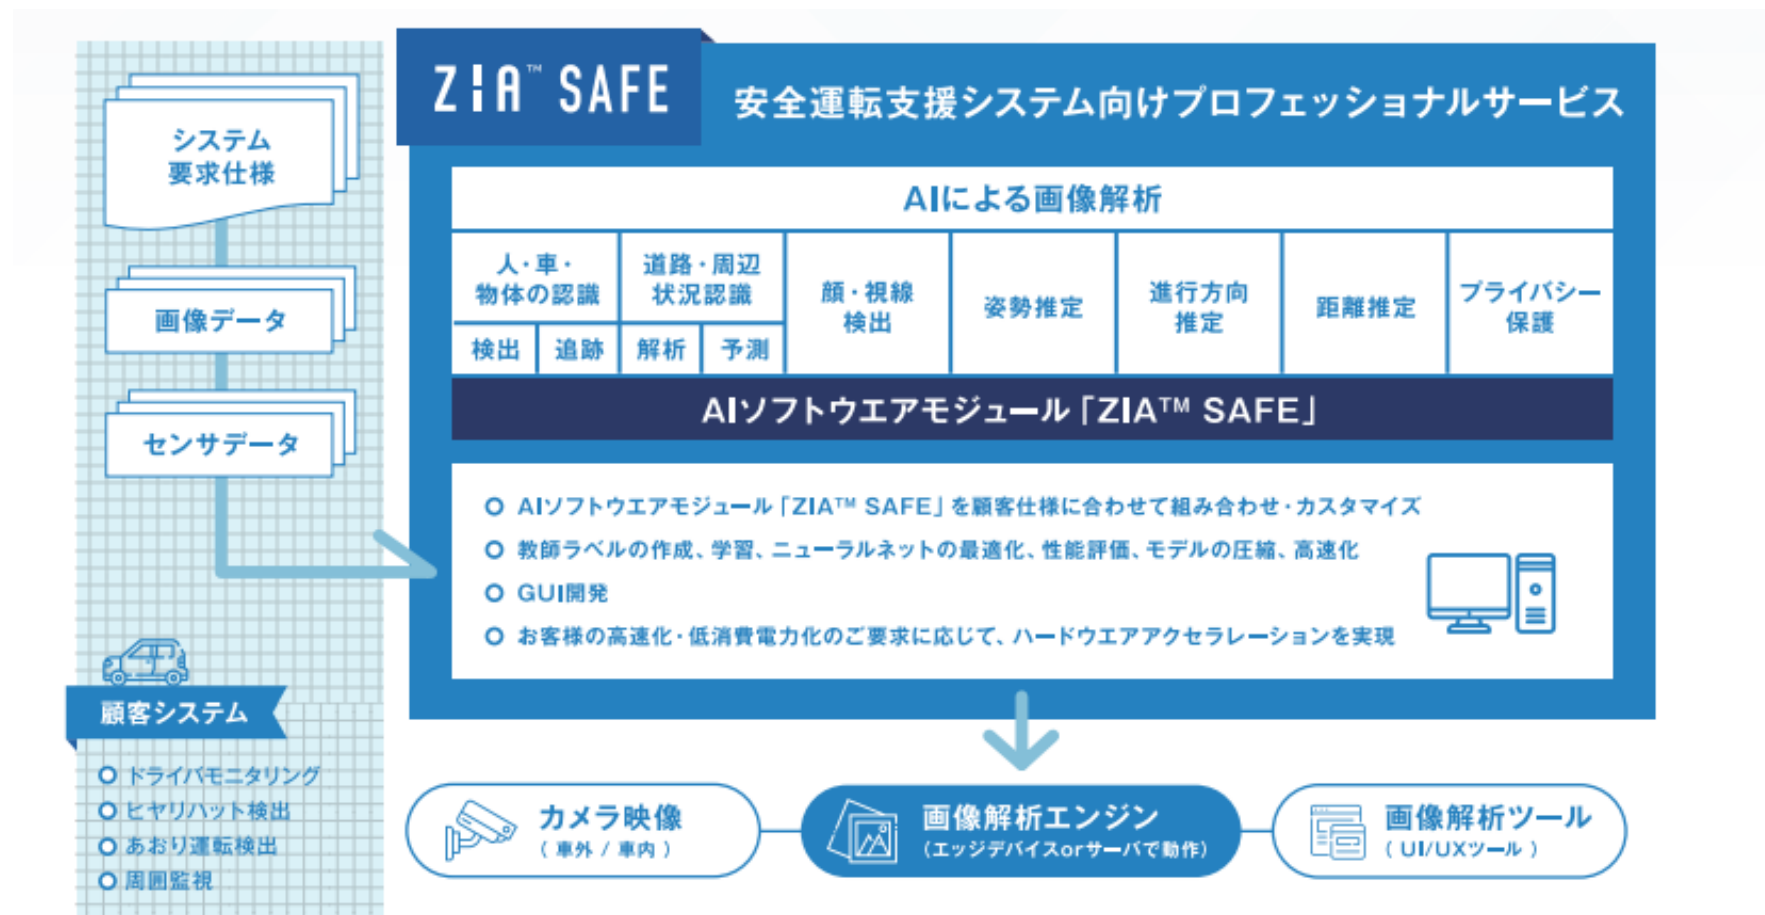 システム
要求仕様
画像データ
センサデータ
顧客システム
ドライバモニタリング
ヒヤリハット検出
あおり運転検出
周囲監視
ZIA™ SAFE
安全運転支援システム向けプロフェッショナルサービス
AIによる画像解析
人・車・
物体の認識
検出
追跡
道路・周辺
状況認識
解析
予測
顔・視線
検出
姿勢推定
進行方向
推定
距離推定
プライバシー
保護
AIソフトウエアモジュール「ZIA™ SAFE」
AIソフトウエアモジュール「ZIA™ SAFE」を顧客仕様に合わせて組み合わせ・カスタマイズ
教師ラベルの作成、学習、ニューラルネットの最適化、性能評価、モデルの圧縮、高速化
GUI開発
お客様の高速化・低消費電力化のご要求に応じて、ハードウエアアクセラレーションを実現
カメラ映像
（車外 / 車内）
画像解析エンジン
（エッジデバイスorサーバで動作）
画像解析ツール
（UI/UXツール）